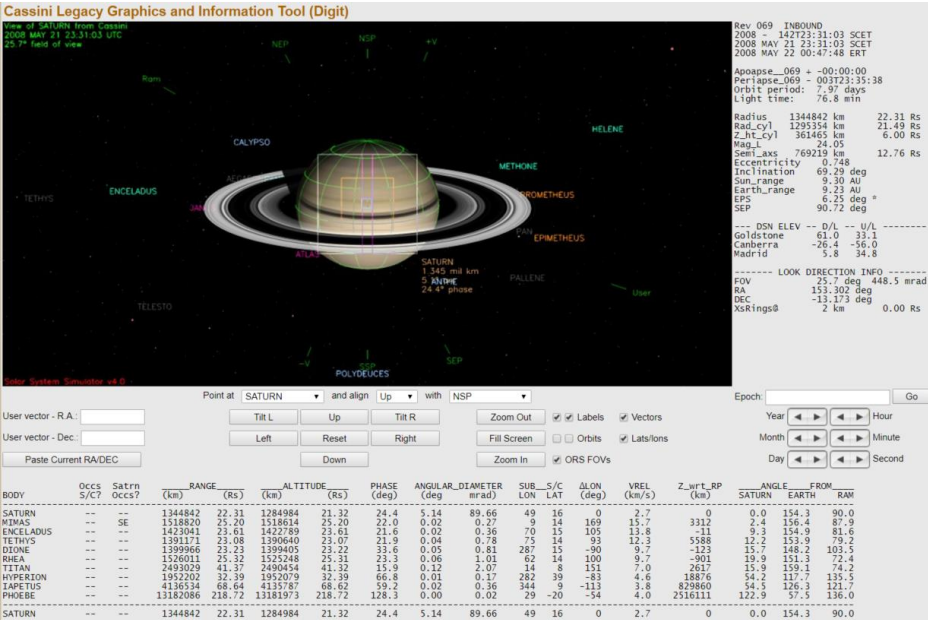 Cassini Legacy Graphics and Information Tool (Digit)
View of SATURN from Cassini
2008 MAY 21 23:31:03 UTC
25.7° field of view
NSP
NEP
+V
Ram
HELENE
CALYPSO
METHONE
ENCELADUS
TETHYS
PROMETHEUS
PAN
EPIMETHEUS
ATLAS
SATURN
1.345 mil km
ANTHE
24.4° phase
PALLENE
User
TELESTO
-V
SSP
SEP
POLYDEUCES
Solar System Simulator v4.0
Rev 069 INBOUND
2008 - 142T23:31:03 SCET
2008 MAY 21 23:31:03 SCET
2008 MAY 22 00:47:48 ERT
Apoapse__069 + -00:00:00
Periapse_069 - 003T23:35:38
Orbit period: 7.97 days
Light time: 76.8 min
Radius 1344842 km 22.31 Rs
Rad_cyl 1295354 km 21.49 Rs
Z_ht_cyl 361465 km 6.00 Rs
Mag_L 24.05
Semi_axs 769219 km 12.76 Rs
Eccentricity 0.748
Inclination 69.29 deg
Sun_range 9.30 AU
Earth_range 9.23 AU
EPS 6.25 deg *
SEP 90.72 deg
--- DSN ELEV -- D/L -- U/L --------
Goldstone 61.0 33.1
Canberra -26.4 -56.0
Madrid 5.8 34.8
------- LOOK DIRECTION INFO -------
FOV 25.7 deg 448.5 mrad
RA 153.302 deg
DEC -13.173 deg
XsRings@ 2 km 0.00 Rs
Point at SATURN and align Up with NSP
Epoch: Go
User vector - R.A.: Tilt L Up Tilt R Zoom Out Labels Vectors Year Hour
User vector - Dec.: Left Reset Right Fill Screen Orbits Lats/lons Month Minute
Paste Current RA/DEC Down Zoom In ORS FOVs Day Second
Occs Satrn _____RANGE_____ ____ALTITUDE____ PHASE ANGULAR_DIAMETER SUB__S/C ΔLON VREL Z_wrt_RP _____ANGLE____FROM____
BODY S/C? Occs? (km) (Rs) (km) (Rs) (deg) (deg mrad) LON LAT (deg) (km/s) (km) SATURN EARTH RAM
SATURN -- -- 1344842 22.31 1284984 21.32 24.4 5.14 89.66 49 16 0 2.7 0 0.0 154.3 90.0
MIMAS -- SE 1518820 25.20 1518614 25.20 22.0 0.02 0.27 9 14 169 15.7 3312 2.4 156.4 87.9
ENCELADUS -- -- 1423041 23.61 1422789 23.61 21.6 0.02 0.36 70 15 105 13.8 -11 9.3 154.9 81.6
TETHYS -- -- 1391171 23.08 1390640 23.07 21.9 0.04 0.78 75 14 93 12.3 5588 12.2 153.9 79.2
DIONE -- -- 1399966 23.23 1399405 23.22 33.6 0.05 0.81 287 15 -90 9.7 -123 15.7 148.2 103.5
RHEA -- -- 1526011 25.32 1525248 25.31 23.3 0.06 1.01 62 14 100 9.7 -901 19.9 151.3 72.4
TITAN -- -- 2493029 41.37 2490454 41.32 15.9 0.12 2.07 14 8 151 7.0 2617 15.9 159.1 74.2
HYPERION -- -- 1952202 32.39 1952079 32.39 66.8 0.01 0.17 282 39 -83 4.6 18876 54.2 117.7 135.5
IAPETUS -- -- 4136534 68.64 4135787 68.62 59.2 0.02 0.36 344 9 -113 3.8 829860 54.5 126.3 121.7
PHOEBE -- -- 13182086 218.72 13181973 218.72 128.3 0.00 0.02 29 -20 -54 4.0 2516111 122.9 57.5 136.0
SATURN -- -- 1344842 22.31 1284984 21.32 24.4 5.14 89.66 49 16 0 2.7 0 0.0 154.3 90.0